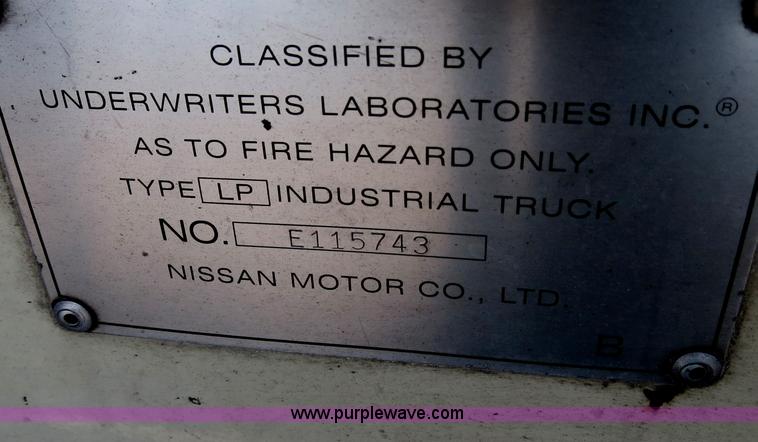 CLASSIFIED BY
UNDERWRITERS LABORATORIES INC.®
AS TO FIRE HAZARD ONLY.
TYPE LP INDUSTRIAL TRUCK
NO. E115743
NISSAN MOTOR CO., LTD.
B
www.purplewave.com